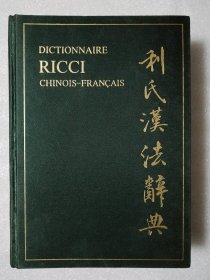 DICTIONNAIRE
RICCI
CHINOIS-FRANÇAIS
利氏漢法辭典